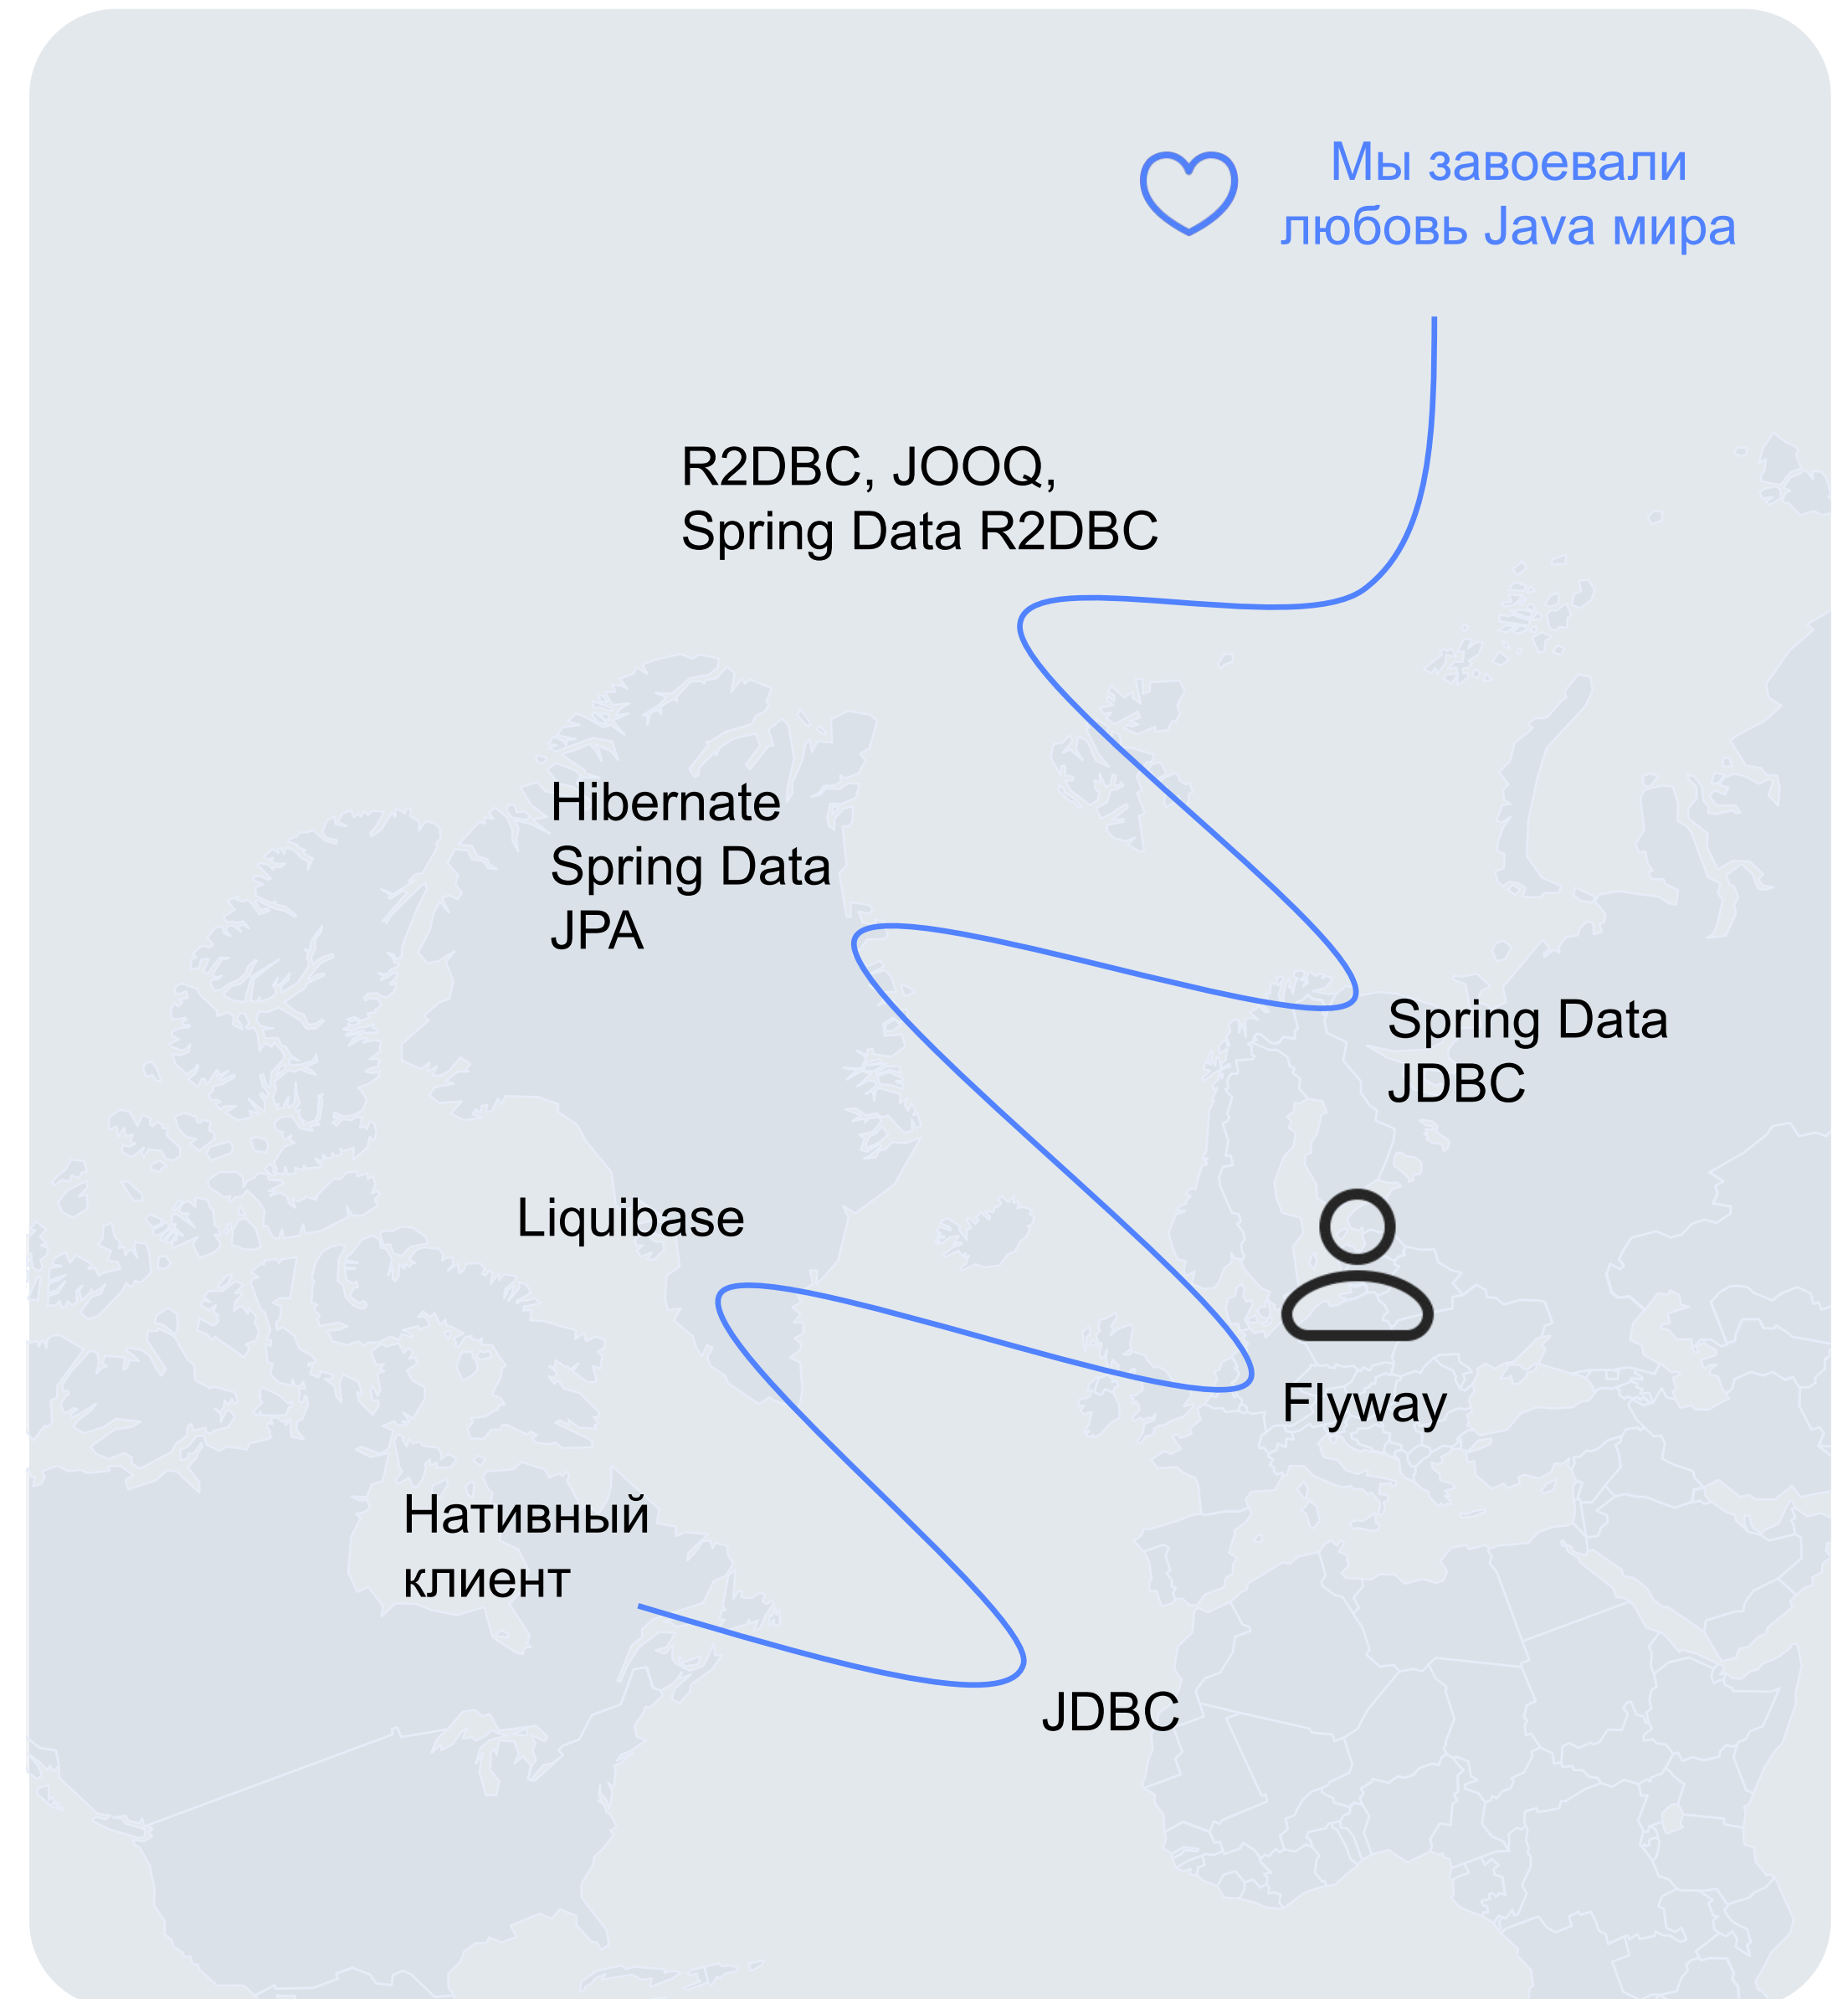 Мы завоевали
любовь Java мира
R2DBC, JOOQ,
Spring Data R2DBC
Hibernate
Spring Data
JPA
Spring Data
JDBC
Liquibase
Flyway
Нативный
клиент
JDBC